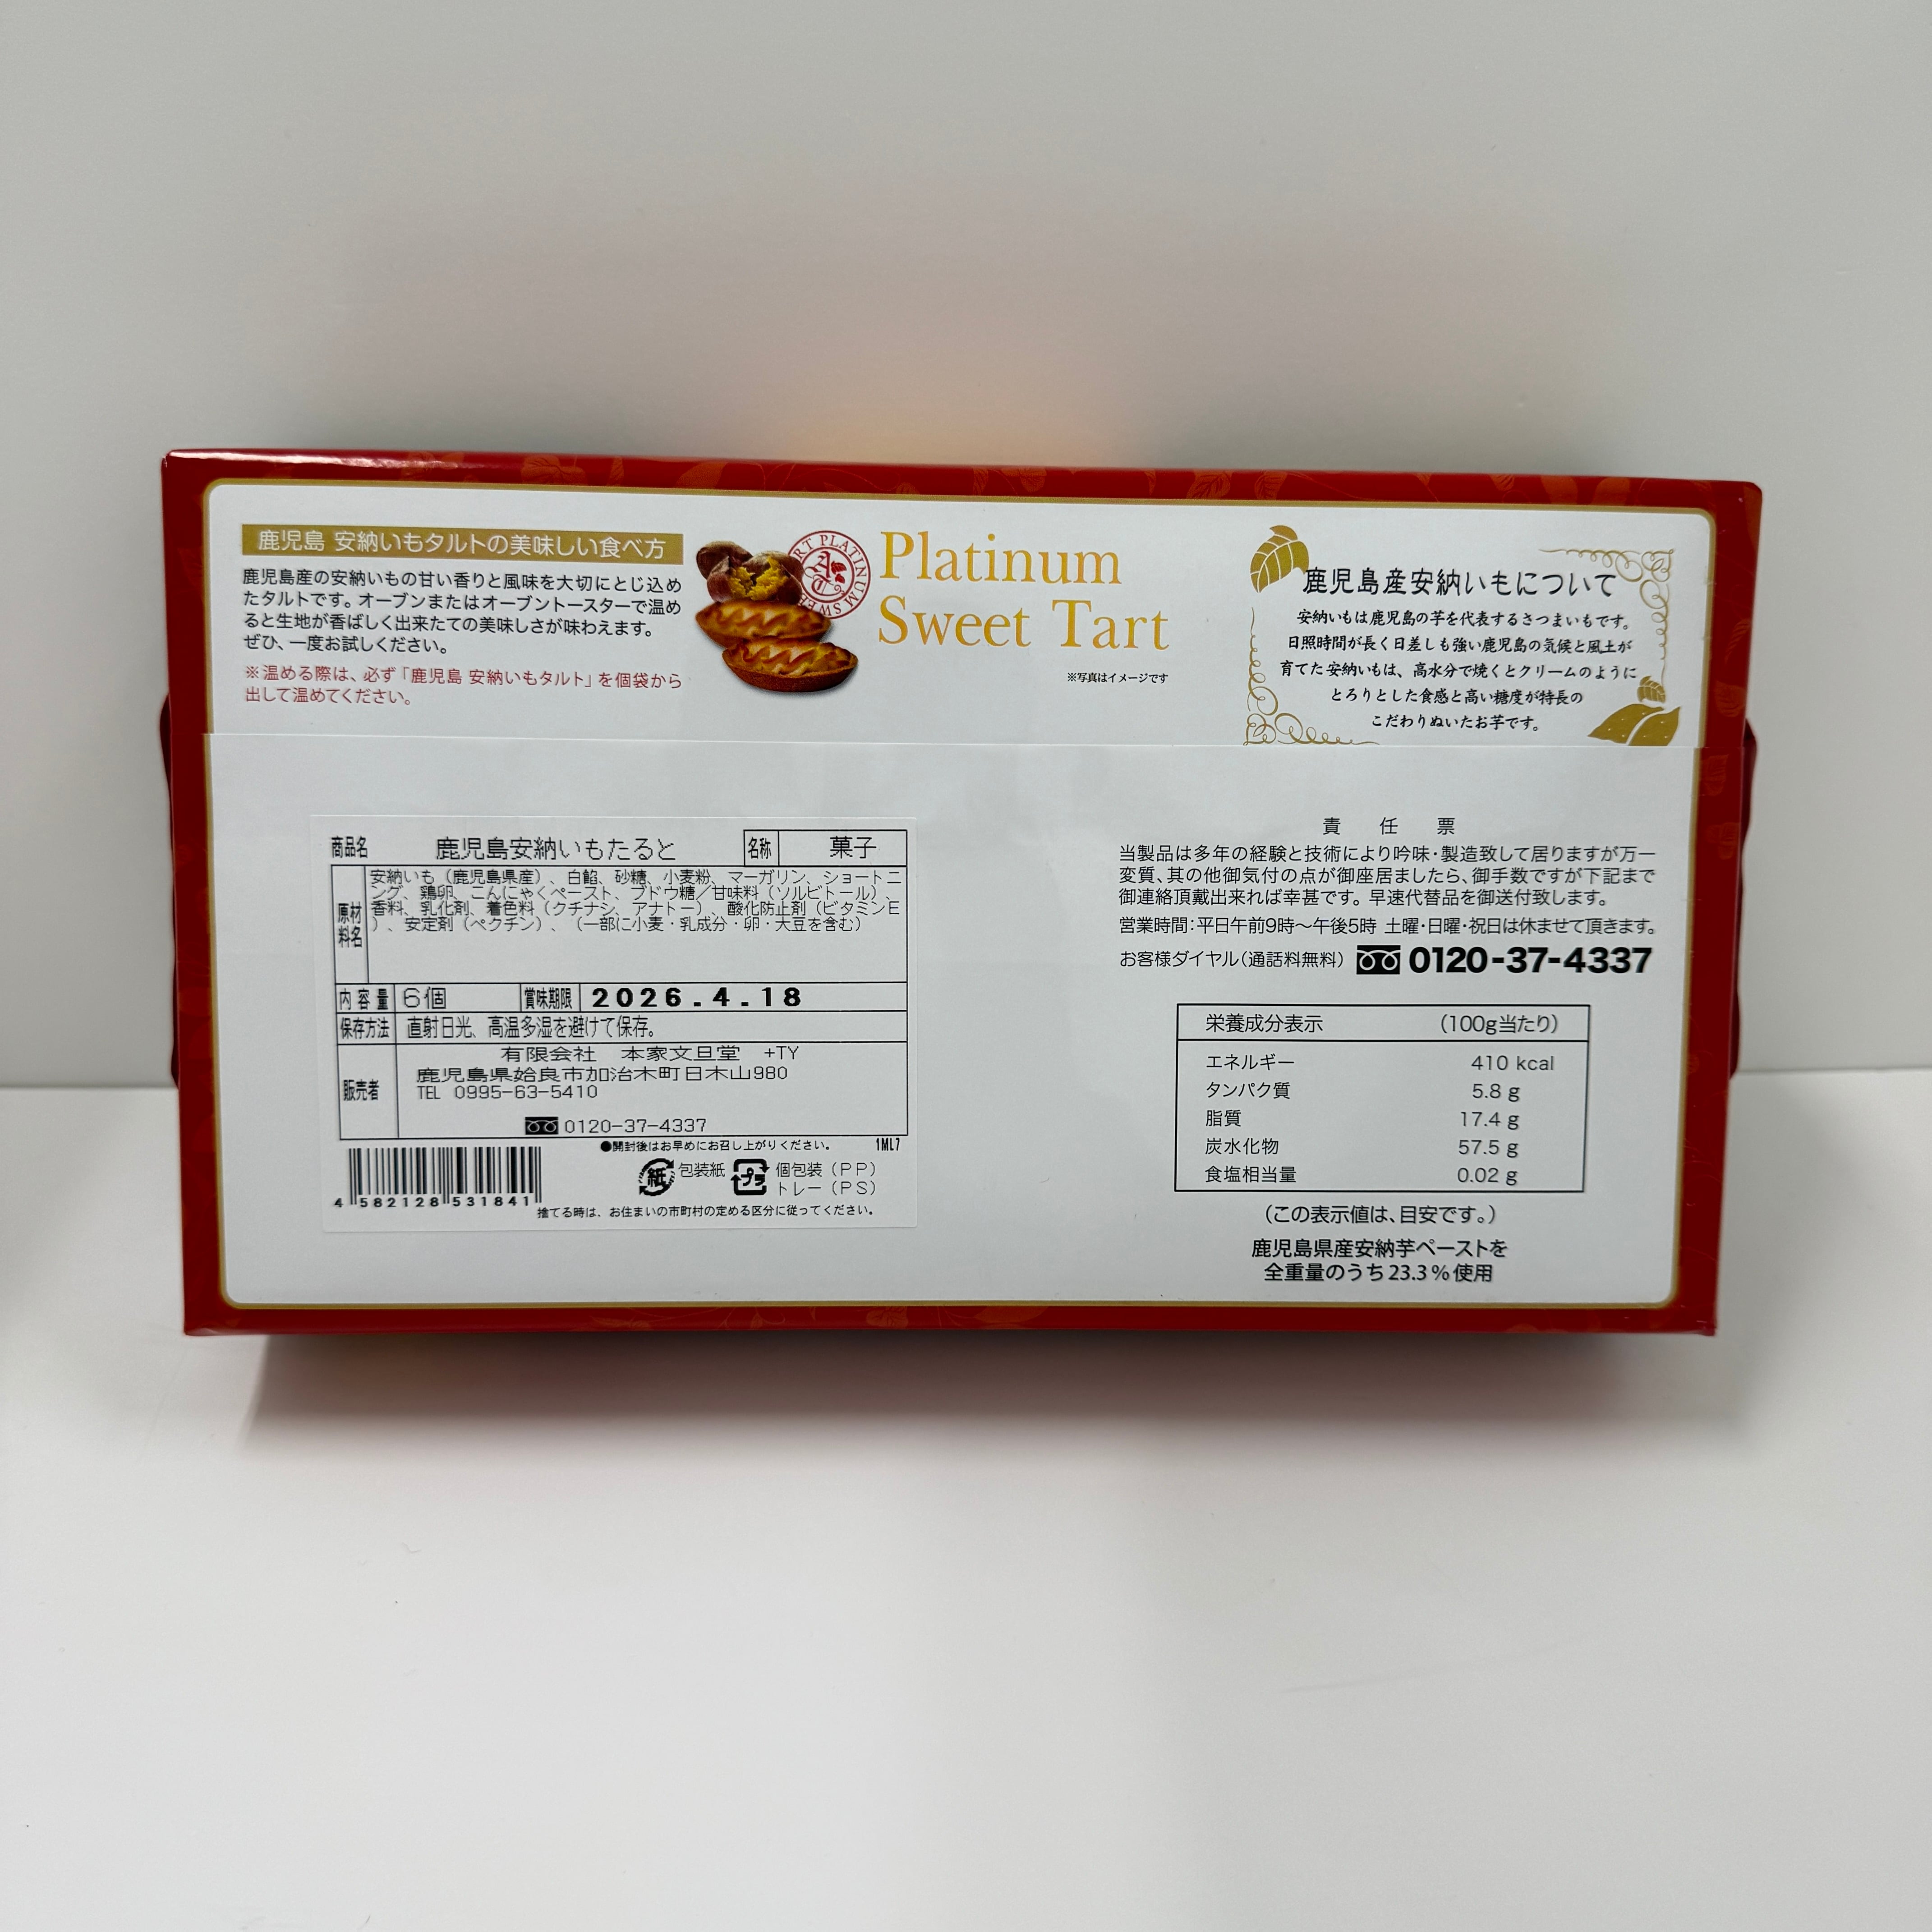 鹿児島 安納いもタルトの美味しい食べ方
鹿児島産の安納いもの甘い香りと風味を大切にとじ込め
たタルトです。オーブンまたはオーブントースターで温め
ると生地が香ばしく出来たての美味しさが味わえます。
ぜひ、一度お試しください。
※温める際は、必ず「鹿児島 安納いもタルト」を個袋から
出して温めてください。
Platinum
Sweet Tart
※写真はイメージです
鹿児島産安納いもについて
安納いもは鹿児島の芋を代表するさつまいもです。
日照時間が長く日差しも強い鹿児島の気候と風土が
育てた安納いもは、高水分で焼くとクリームのように
とろりとした食感と高い糖度が特長の
こだわりぬいたお芋です。
商品名 鹿児島安納いもたると 名称 菓子
原材料名 安納いも（鹿児島県産）、白餡、砂糖、小麦粉、マーガリン、ショートニ
ング、鶏卵、こんにゃくペースト、ブドウ糖／甘味料（ソルビトール）、
香料、乳化剤、着色料（クチナシ、アナトー）、酸化防止剤（ビタミンE
）、安定剤（ペクチン）、（一部に小麦・乳成分・卵・大豆を含む）
内容量 6個 賞味期限 2026.4.18
保存方法 直射日光、高温多湿を避けて保存。
販売者 有限会社 本家文旦堂 +TY
鹿児島県姶良市加治木町日木山980
TEL 0995-63-5410
0120-37-4337
●開封後はお早めにお召し上がりください。 1ML7
紙 包装紙 プラ 個包装（PP）
トレー（PS）
4 582128 531841
捨てる時は、お住まいの市町村の定める区分に従ってください。
責任票
当製品は多年の経験と技術により吟味・製造致して居りますが万一
変質、其の他御気付の点が御座居ましたら、御手数ですが下記まで
御連絡頂戴出来れば幸甚です。早速代替品を御送付致します。
営業時間：平日午前9時〜午後5時 土曜・日曜・祝日は休ませて頂きます。
お客様ダイヤル（通話料無料） 0120-37-4337
栄養成分表示 （100g当たり）
エネルギー 410 kcal
タンパク質 5.8 g
脂質 17.4 g
炭水化物 57.5 g
食塩相当量 0.02 g
（この表示値は、目安です。）
鹿児島県産安納芋ペーストを
全重量のうち23.3％使用